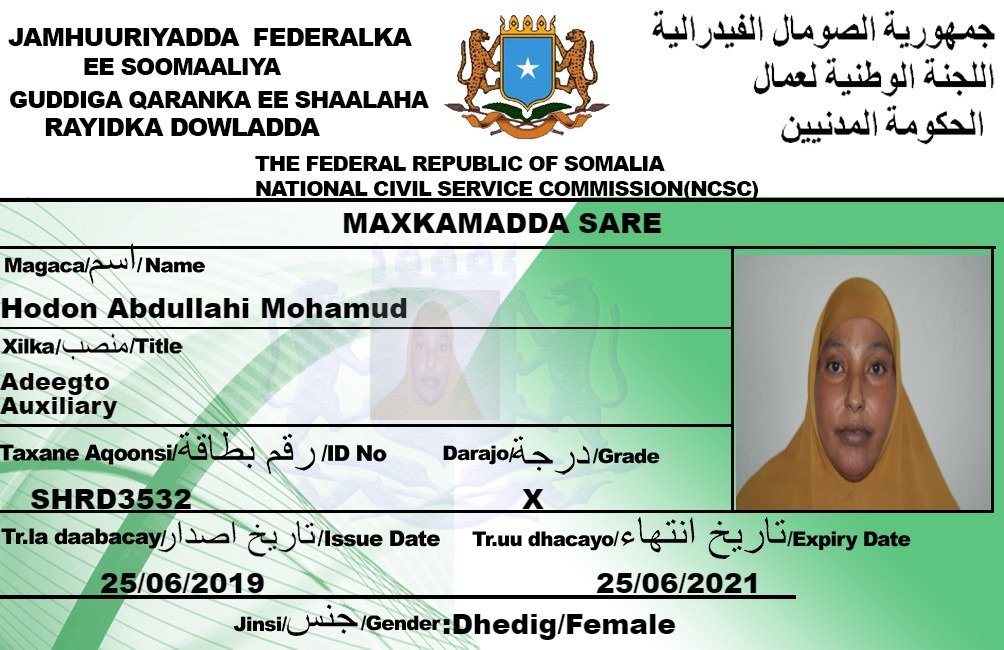 JAMHUURIYADDA FEDERALKA
EE SOOMAALIYA
GUDDIGA QARANKA EE SHAALAHA
RAYIDKA DOWLADDA
جمهورية الصومال الفيدرالية
اللجنة الوطنية لعمال
الحكومة المدنيين
THE FEDERAL REPUBLIC OF SOMALIA
NATIONAL CIVIL SERVICE COMMISSION(NCSC)
MAXKAMADDA SARE
Magaca/اسم/Name
Hodon Abdullahi Mohamud
Xilka/منصب/Title
Adeegto
Auxiliary
Taxane Aqoonsi/رقم بطاقة/ID No
Darajo/درجة/Grade
SHRD3532
X
Tr.la daabacay/تاريخ اصدار/Issue Date
Tr.uu dhacayo/تاريخ انتهاء/Expiry Date
25/06/2019
25/06/2021
Jinsi/جنس/Gender:Dhedig/Female